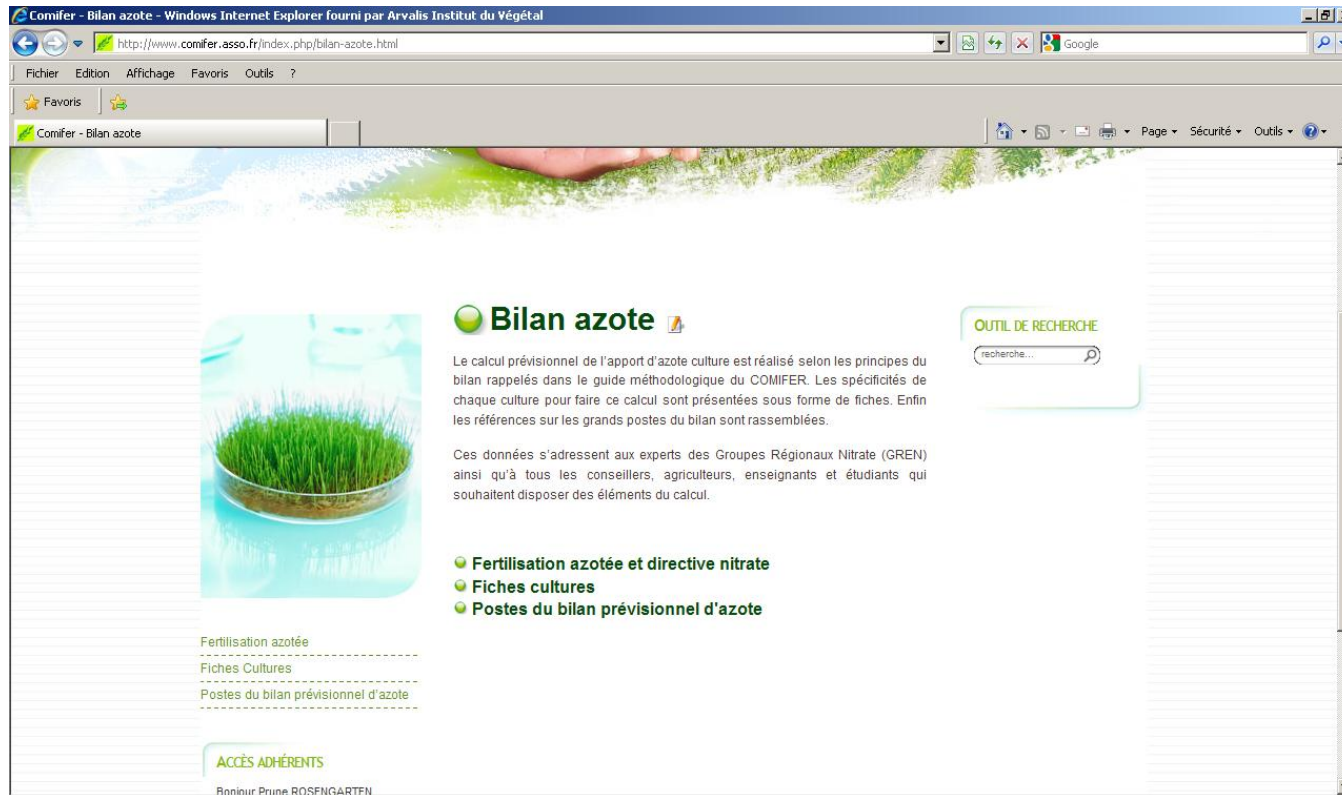 Comifer - Bilan azote - Windows Internet Explorer fourni par Arvalis Institut du Végétal
http://www.comifer.asso.fr/index.php/bilan-azote.html
Google
Fichier Edition Affichage Favoris Outils ?
Favoris
Comifer - Bilan azote
Page Sécurité Outils
Bilan azote
Le calcul prévisionnel de l'apport d'azote culture est réalisé selon les principes du
bilan rappelés dans le guide méthodologique du COMIFER. Les spécificités de
chaque culture pour faire ce calcul sont présentées sous forme de fiches. Enfin
les références sur les grands postes du bilan sont rassemblées.
Ces données s'adressent aux experts des Groupes Régionaux Nitrate (GREN)
ainsi qu'à tous les conseillers, agriculteurs, enseignants et étudiants qui
souhaitent disposer des éléments du calcul.
Fertilisation azotée et directive nitrate
Fiches cultures
Postes du bilan prévisionnel d'azote
OUTIL DE RECHERCHE
recherche...
Fertilisation azotée
Fiches Cultures
Postes du bilan prévisionnel d'azote
ACCÈS ADHÉRENTS
Bonjour Prune ROSENGARTEN